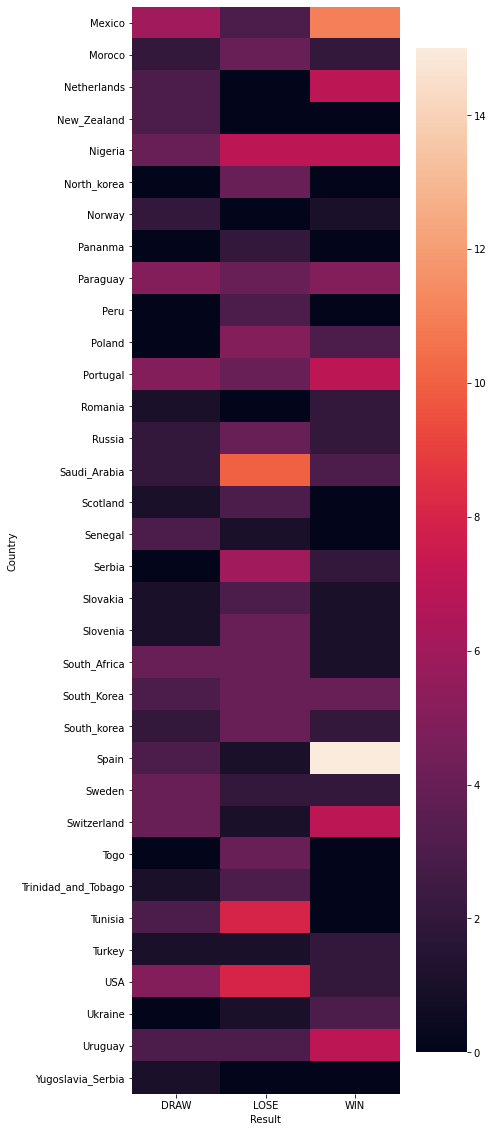 Mexico
Moroco
Netherlands
New_Zealand
Nigeria
North_korea
Norway
Pananma
Paraguay
Peru
Poland
Portugal
Romania
Russia
Saudi_Arabia
Scotland
Senegal
Serbia
Slovakia
Slovenia
South_Africa
South_Korea
South_korea
Spain
Sweden
Switzerland
Togo
Trinidad_and_Tobago
Tunisia
Turkey
USA
Ukraine
Uruguay
Yugoslavia_Serbia
Country
DRAW LOSE WIN
Result
14
12
10
8
6
4
2
0